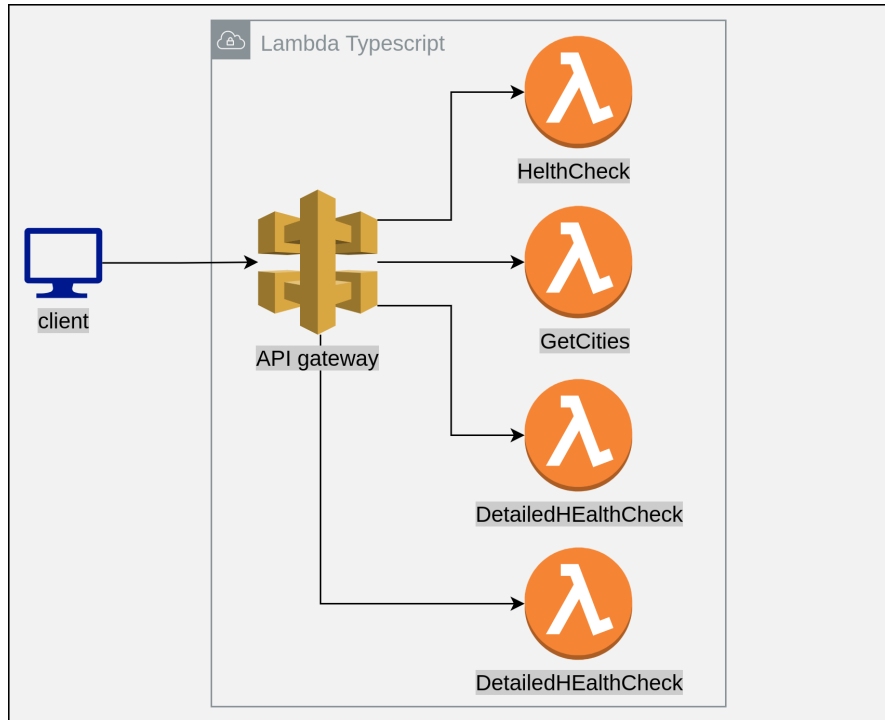 Lambda Typescript
HelthCheck
client
GetCities
API gateway
DetailedHEalthCheck
DetailedHEalthCheck